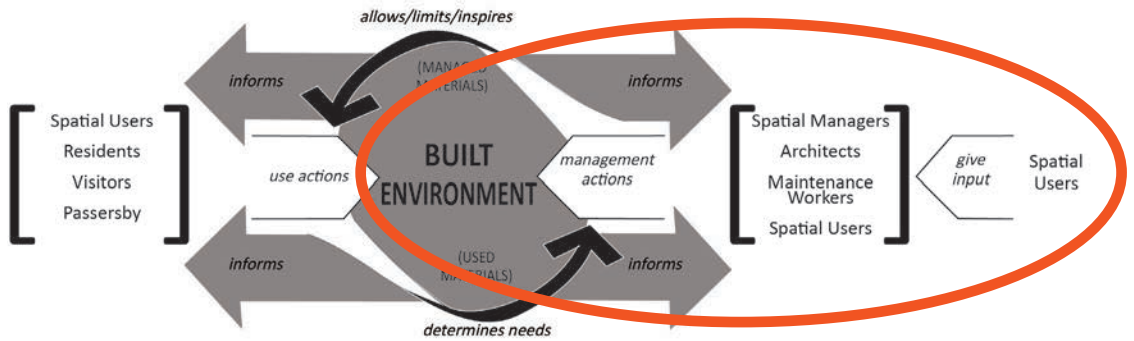 allows/limits/inspires
informs
(MANAGED
MATERIALS)
informs
Spatial Users
Residents
Visitors
Passersby
use actions
BUILT
ENVIRONMENT
management
actions
Spatial Managers
Architects
Maintenance
Workers
Spatial Users
give
input
Spatial
Users
informs
(USED
MATERIALS)
informs
determines needs